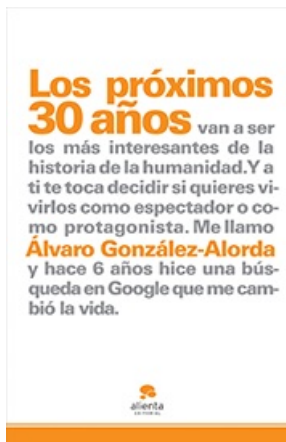 Los próximos
30 años van a ser
los más interesantes de la
historia de la humanidad.Y a
ti te toca decidir si quieres vi-
virlos como espectador o co-
mo protagonista. Me llamo
Álvaro González-Alorda
y hace 6 años hice una bús-
queda en Google que me cam-
bió la vida.
alienta
EDITORIAL